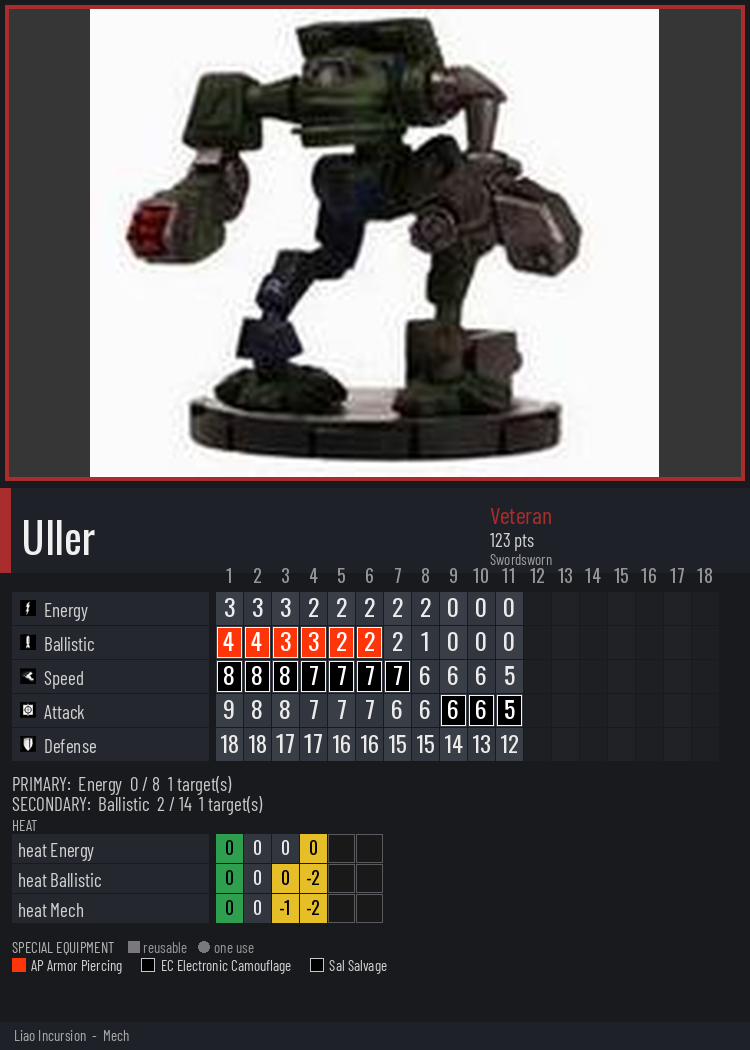 Uller
Veteran
123 pts
Swordsworn
1 2 3 4 5 6 7 8 9 10 11 12 13 14 15 16 17 18
Energy 3 3 3 2 2 2 2 2 0 0 0
Ballistic 4 4 3 3 2 2 2 1 0 0 0
Speed 8 8 8 7 7 7 7 6 6 6 5
Attack 9 8 8 7 7 7 6 6 6 6 5
Defense 18 18 17 17 16 16 15 15 14 13 12
PRIMARY: Energy 0 / 8 1 target(s)
SECONDARY: Ballistic 2 / 14 1 target(s)
HEAT
heat Energy 0 0 0 0
heat Ballistic 0 0 0 -2
heat Mech 0 0 -1 -2
SPECIAL EQUIPMENT reusable one use
AP Armor Piercing EC Electronic Camouflage Sal Salvage
Liao Incursion - Mech